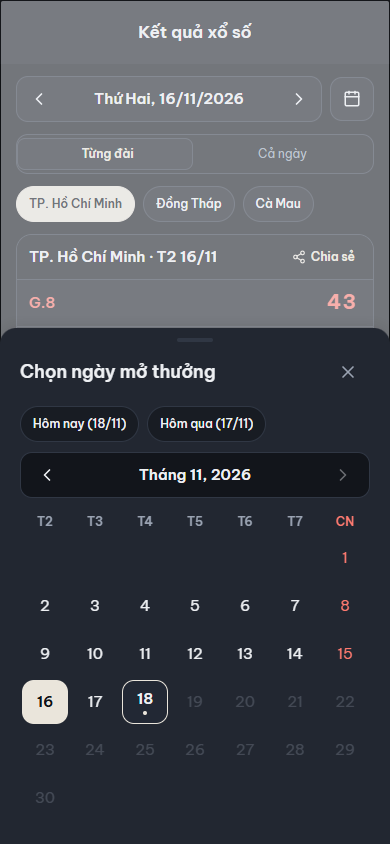 Kết quả xổ số
Thứ Hai, 16/11/2026
Từng đài Cả ngày
TP. Hồ Chí Minh Đồng Tháp Cà Mau
TP. Hồ Chí Minh · T2 16/11 Chia sẻ
G.8 43
Chọn ngày mở thưởng
Hôm nay (18/11) Hôm qua (17/11)
Tháng 11, 2026
T2 T3 T4 T5 T6 T7 CN
1
2 3 4 5 6 7 8
9 10 11 12 13 14 15
16 17 18 19 20 21 22
23 24 25 26 27 28 29
30